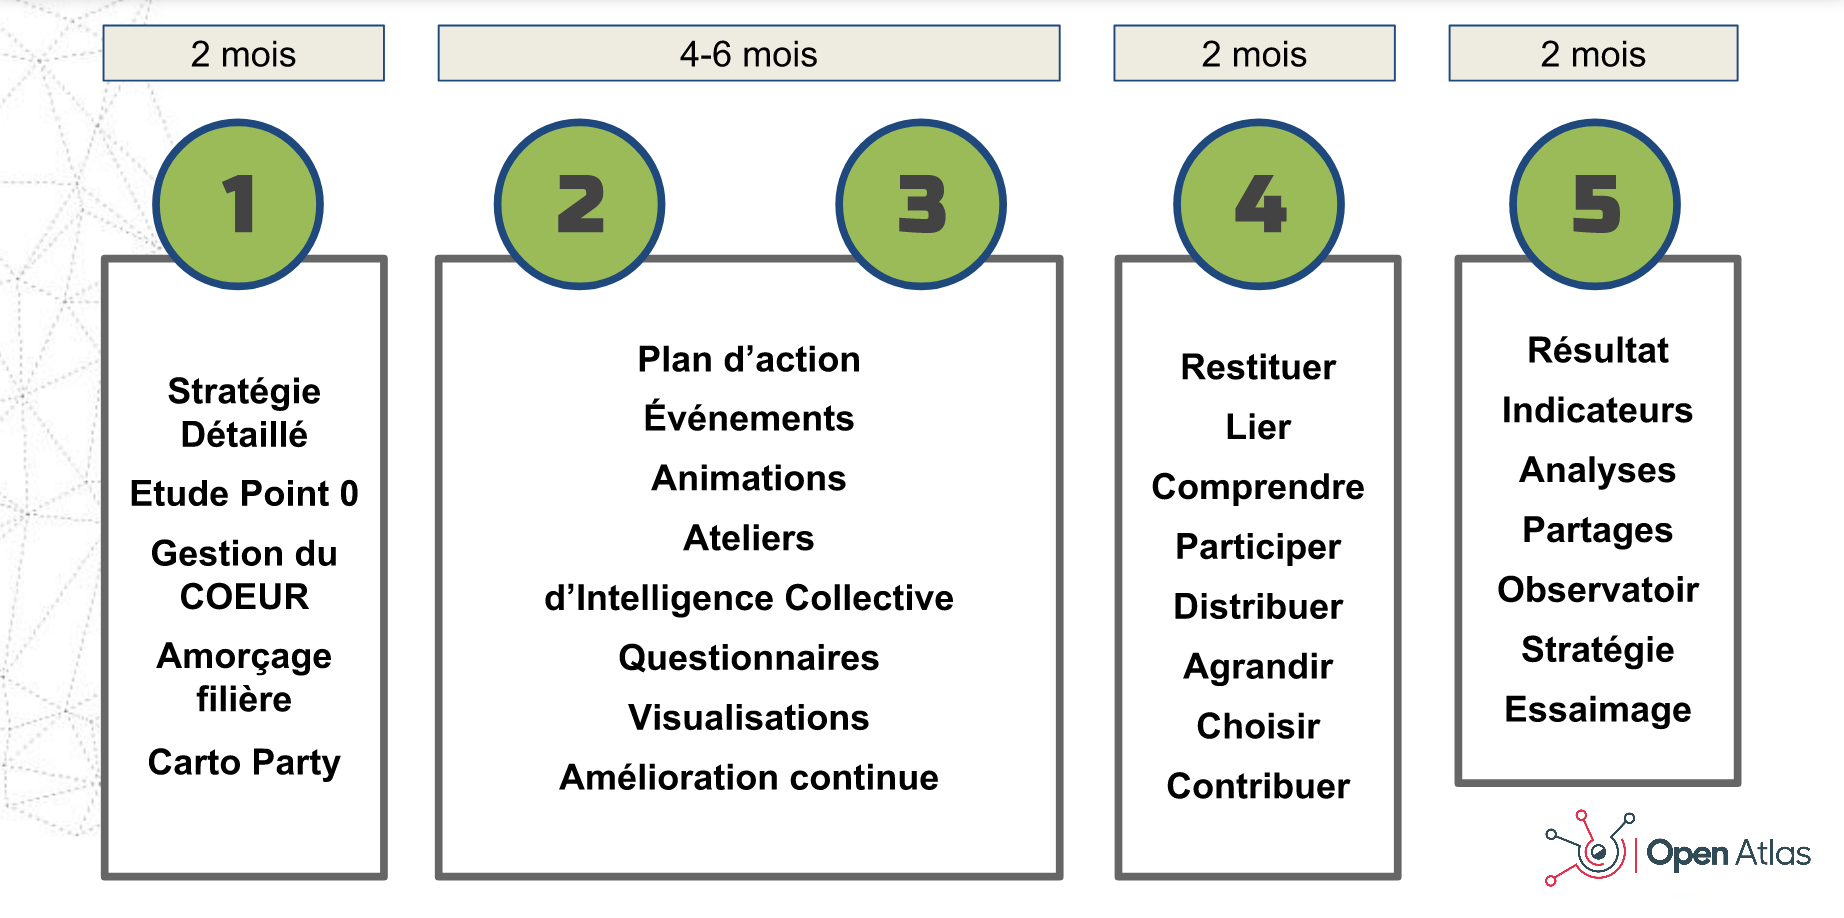 2 mois
4-6 mois
2 mois
2 mois
1
2
3
4
5
Stratégie
Détaillé
Etude Point 0
Gestion du
COEUR
Amorçage
filière
Carto Party
Plan d’action
Événements
Animations
Ateliers
d’Intelligence Collective
Questionnaires
Visualisations
Amélioration continue
Restituer
Lier
Comprendre
Participer
Distribuer
Agrandir
Choisir
Contribuer
Résultat
Indicateurs
Analyses
Partages
Observatoir
Stratégie
Essaimage
Open Atlas